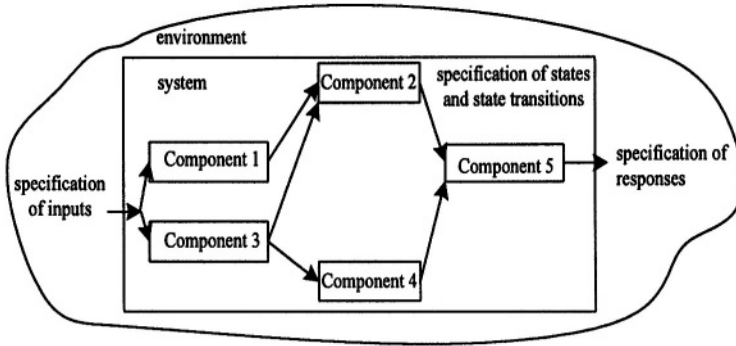 environment
system
Component 2
specification of states
and state transitions
Component 1
Component 5
specification of
responses
specification
of inputs
Component 3
Component 4